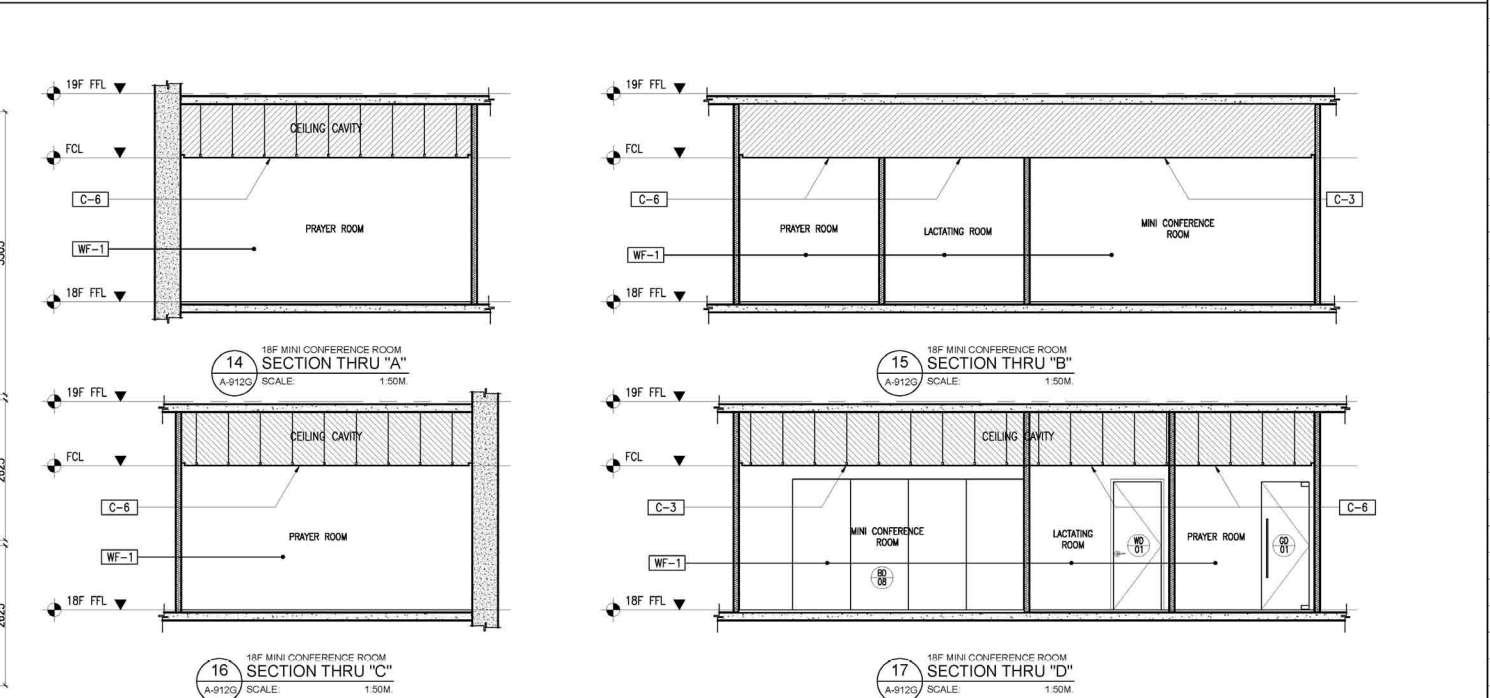 19F FFL
CEILING CAVITY
FCL
C-6
PRAYER ROOM
WF-1
18F FFL
14
A-912G
18F MINI CONFERENCE ROOM
SECTION THRU "A"
SCALE: 1:50M.
19F FFL
FCL
C-6
C-3
PRAYER ROOM
LACTATING ROOM
MINI CONFERENCE
ROOM
WF-1
18F FFL
15
A-912G
18F MINI CONFERENCE ROOM
SECTION THRU "B"
SCALE: 1:50M.
19F FFL
CEILING CAVITY
FCL
C-6
PRAYER ROOM
WF-1
18F FFL
16
A-912G
18F MINI CONFERENCE ROOM
SECTION THRU "C"
SCALE: 1:50M.
19F FFL
CEILING CAVITY
FCL
C-3
C-6
MINI CONFERENCE
ROOM
LACTATING
ROOM
WD
01
PRAYER ROOM
GD
01
WF-1
BD
08
18F FFL
17
A-912G
18F MINI CONFERENCE ROOM
SECTION THRU "D"
SCALE: 1:50M.